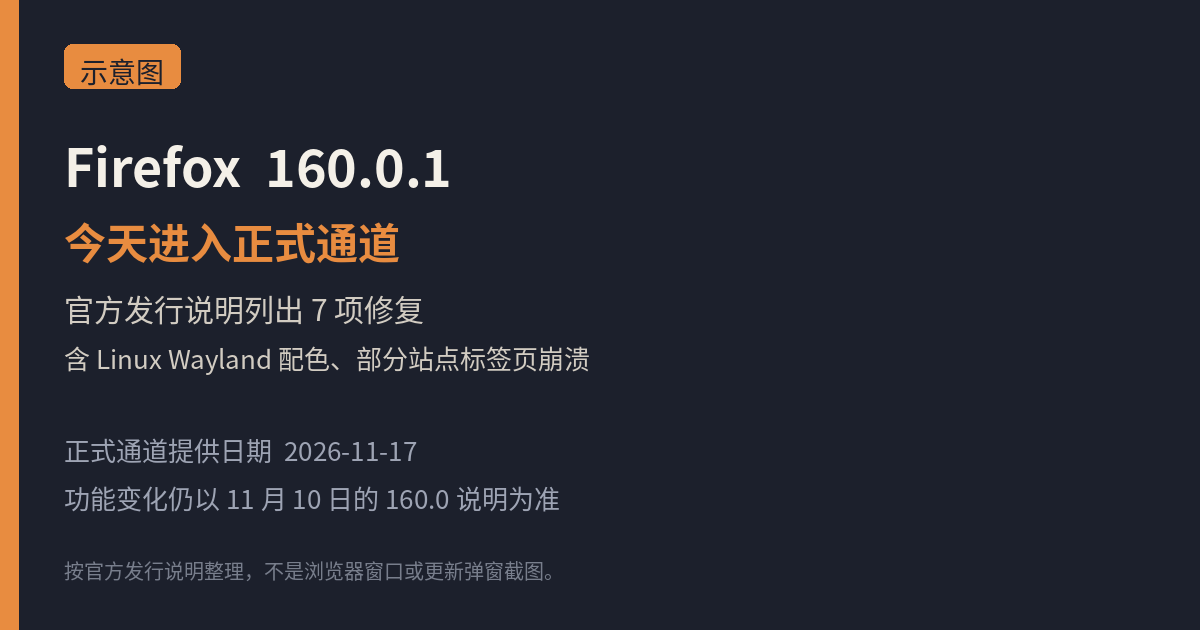 示意图
Firefox 160.0.1
今天进入正式通道
官方发行说明列出 7 项修复
含 Linux Wayland 配色、部分站点标签页崩溃
正式通道提供日期 2026-11-17
功能变化仍以 11 月 10 日的 160.0 说明为准
按官方发行说明整理，不是浏览器窗口或更新弹窗截图。